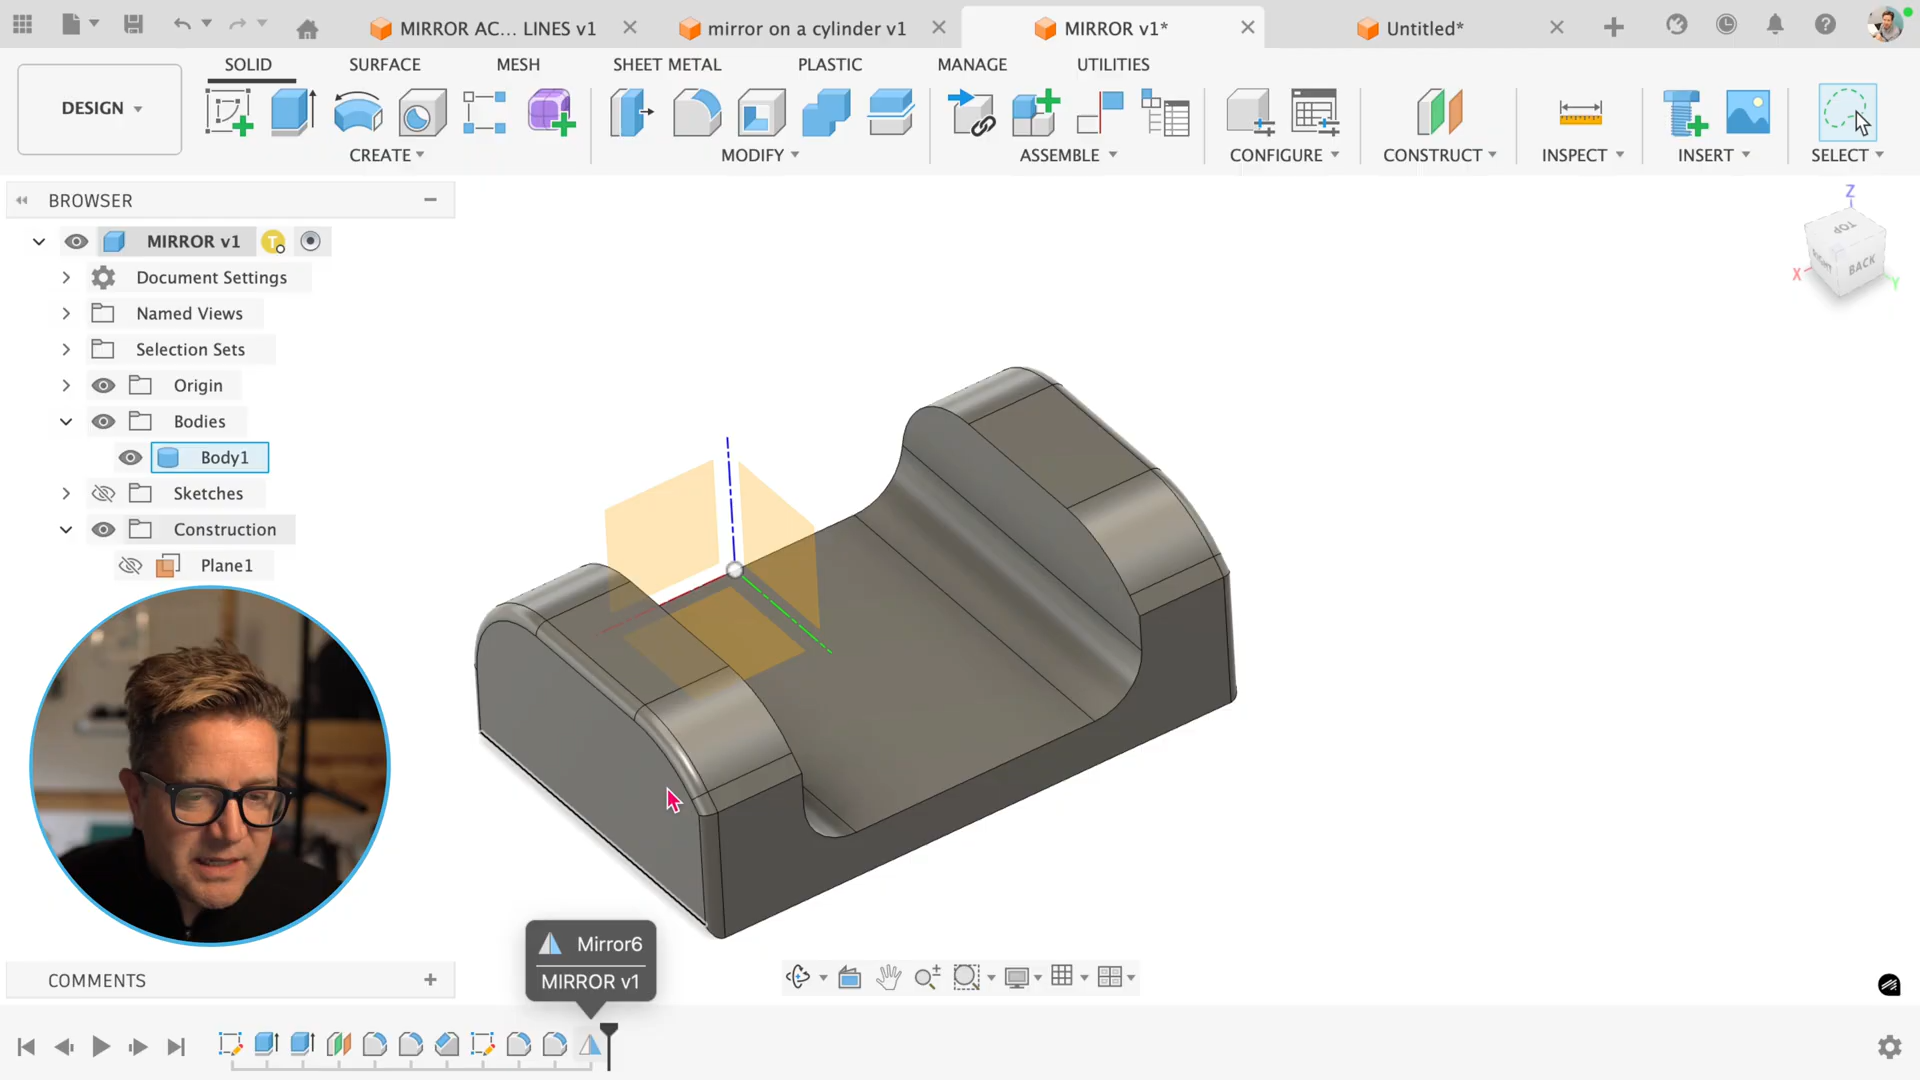 MIRROR AC... LINES v1
mirror on a cylinder v1
MIRROR v1*
Untitled*
SOLID
SURFACE
MESH
SHEET METAL
PLASTIC
MANAGE
UTILITIES
DESIGN
CREATE
MODIFY
ASSEMBLE
CONFIGURE
CONSTRUCT
INSPECT
INSERT
SELECT
BROWSER
MIRROR v1
T
Document Settings
Named Views
Selection Sets
Origin
Bodies
Body1
Sketches
Construction
Plane1
Z
TOP
RIGHT
BACK
X
Y
Mirror6
MIRROR v1
COMMENTS